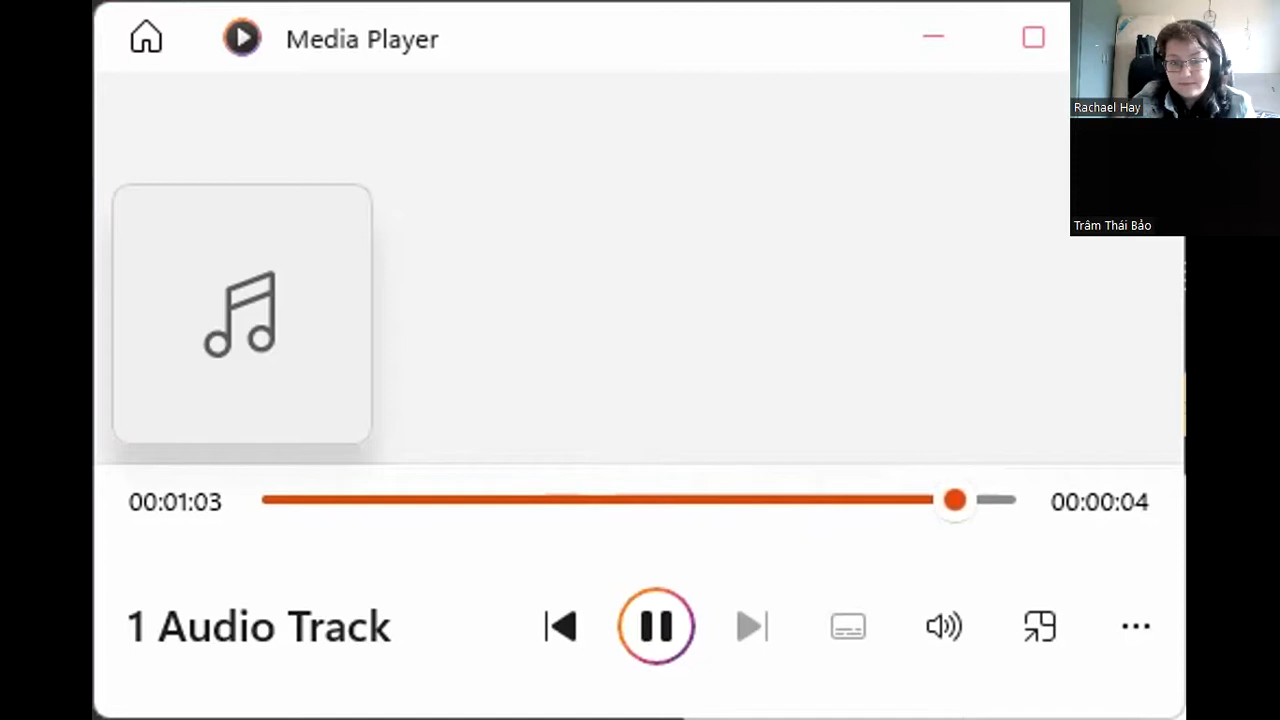 Media Player
Rachael Hay
Trâm Thái Bảo
00:01:03
00:00:04
1 Audio Track